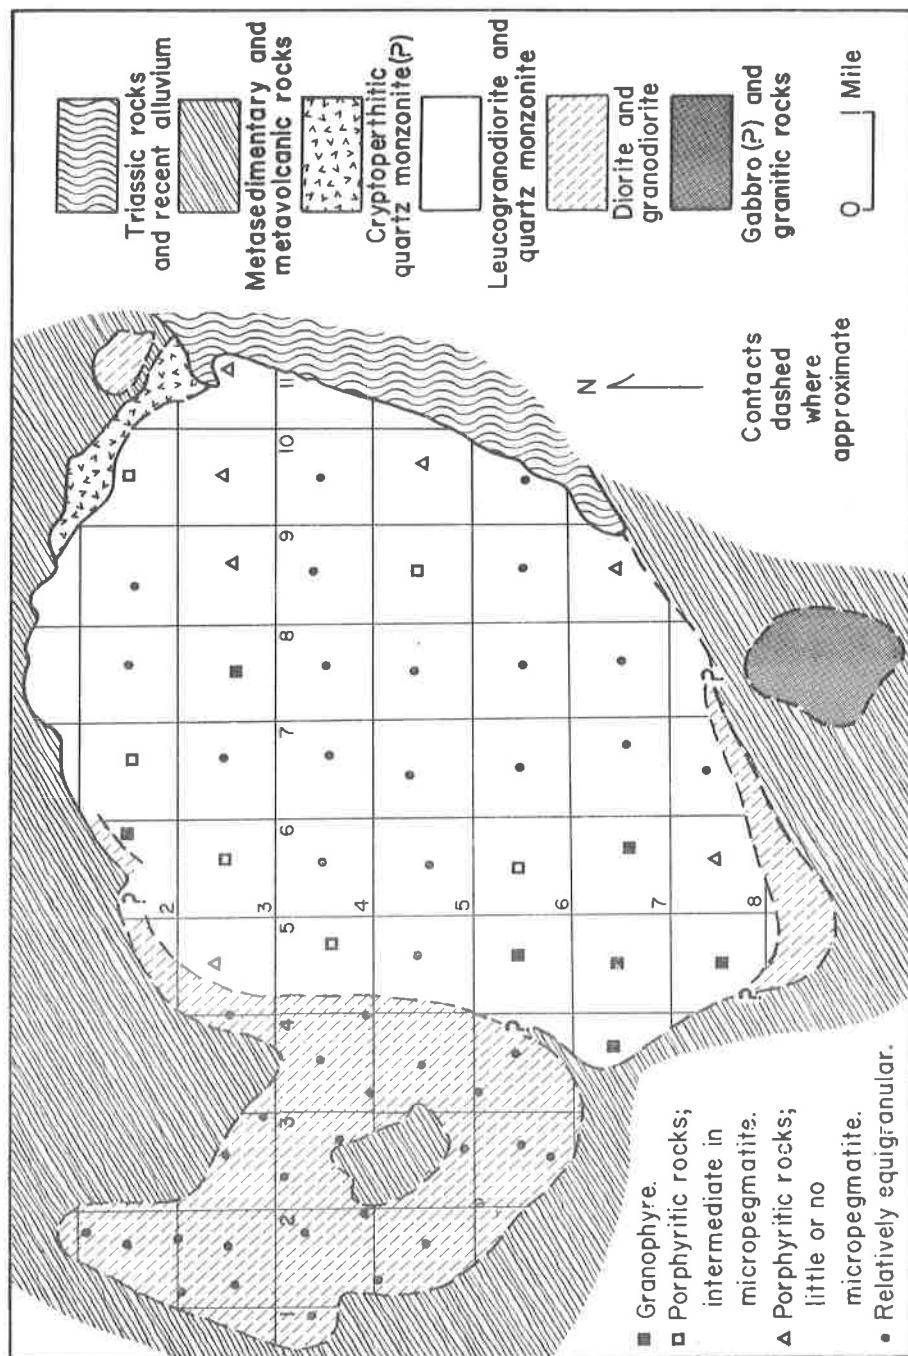 Triassic rocks
and recent alluvium
Metasedimentary and
metavolcanic rocks
Cryptoperthitic
quartz monzonite(?)
Leucogranodiorite and
quartz monzonite
Diorite and
granodiorite
Gabbro(?) and
granitic rocks
0 1 Mile
N
Contacts
dashed
where
approximate
1
2
3
4
5
6
7
8
9
10
11
2
3
4
5
6
7
8
?
?
?
?
Granophyre.
Porphyritic rocks;
intermediate in
micropegmatite.
Porphyritic rocks;
little or no
micropegmatite.
Relatively equigranular.